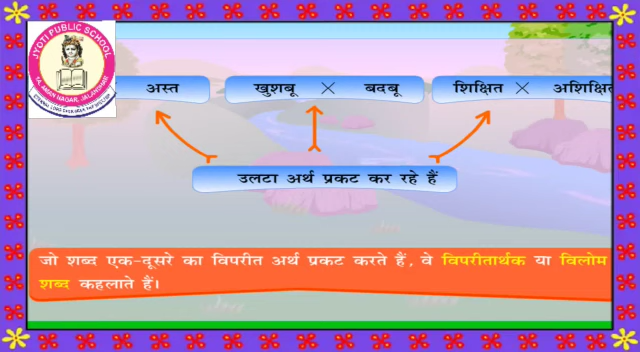 JYOTI PUBLIC SCHOOL
अस्त
खुशबू × बदबू
शिक्षित × अशिक्षित
उलटा अर्थ प्रकट कर रहे हैं
जो शब्द एक-दूसरे का विपरीत अर्थ प्रकट करते हैं, वे विपरीतार्थक या विलोम
शब्द कहलाते हैं।